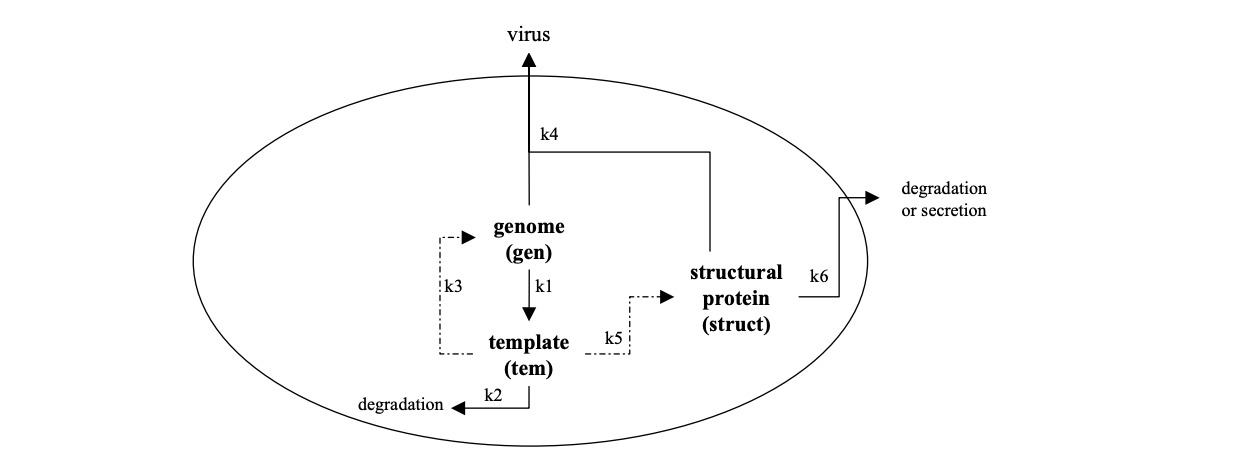 virus
k4
degradation
or secretion
genome
(gen)
k3
k1
structural
protein
(struct)
k6
k5
template
(tem)
k2
degradation